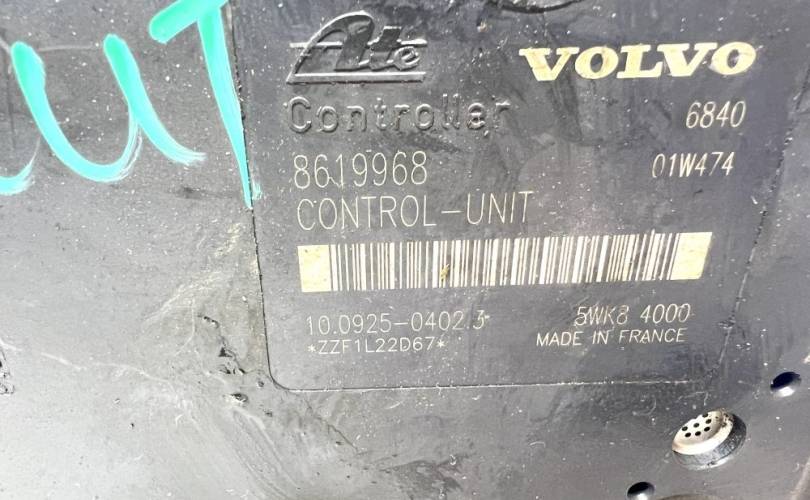 Ate VOLVO
Controller 6840
8619968 01W474
CONTROL-UNIT
10.0925-0402.3 5WK8 4000
*ZZF1L22D67* MADE IN FRANCE